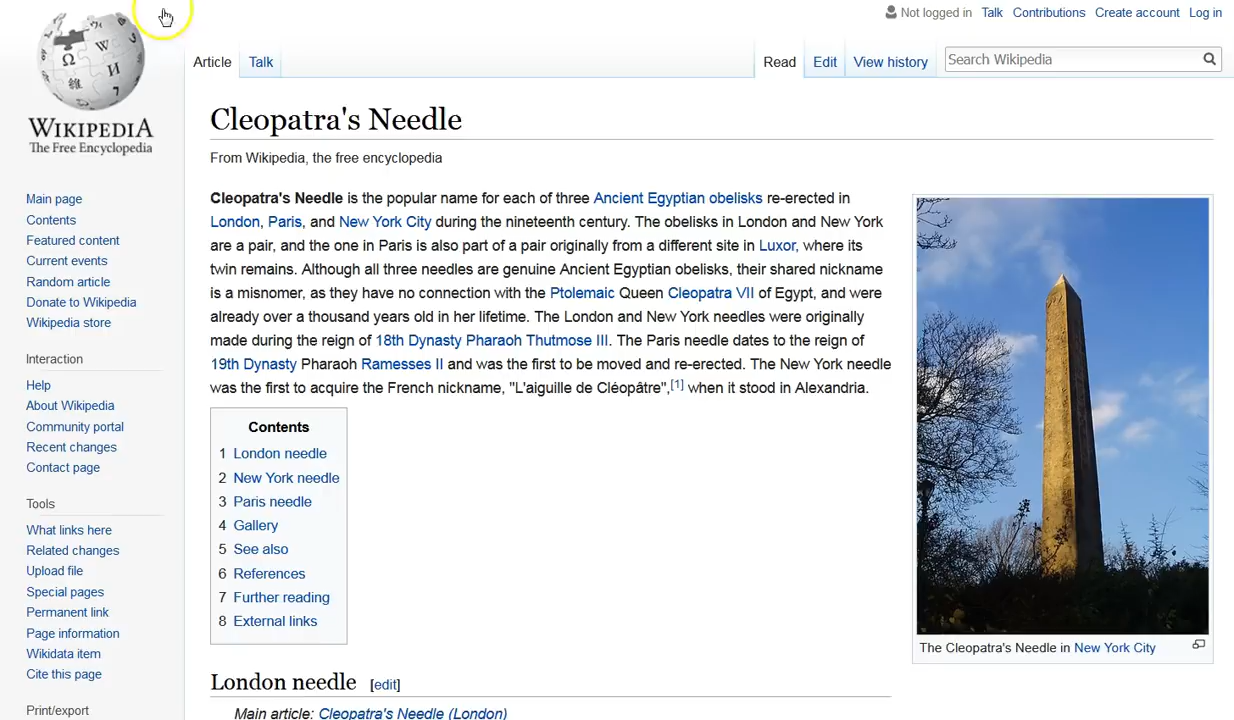 Not logged in Talk Contributions Create account Log in
Article Talk Read Edit View history Search Wikipedia
WIKIPEDIA
The Free Encyclopedia
Main page
Contents
Featured content
Current events
Random article
Donate to Wikipedia
Wikipedia store
Interaction
Help
About Wikipedia
Community portal
Recent changes
Contact page
Tools
What links here
Related changes
Upload file
Special pages
Permanent link
Page information
Wikidata item
Cite this page
Print/export
Cleopatra's Needle
From Wikipedia, the free encyclopedia
Cleopatra's Needle is the popular name for each of three Ancient Egyptian obelisks re-erected in
London, Paris, and New York City during the nineteenth century. The obelisks in London and New York
are a pair, and the one in Paris is also part of a pair originally from a different site in Luxor, where its
twin remains. Although all three needles are genuine Ancient Egyptian obelisks, their shared nickname
is a misnomer, as they have no connection with the Ptolemaic Queen Cleopatra VII of Egypt, and were
already over a thousand years old in her lifetime. The London and New York needles were originally
made during the reign of 18th Dynasty Pharaoh Thutmose III. The Paris needle dates to the reign of
19th Dynasty Pharaoh Ramesses II and was the first to be moved and re-erected. The New York needle
was the first to acquire the French nickname, "L'aiguille de Cléopâtre",[1] when it stood in Alexandria.
Contents
1 London needle
2 New York needle
3 Paris needle
4 Gallery
5 See also
6 References
7 Further reading
8 External links
The Cleopatra's Needle in New York City
London needle [edit]
Main article: Cleopatra's Needle (London)